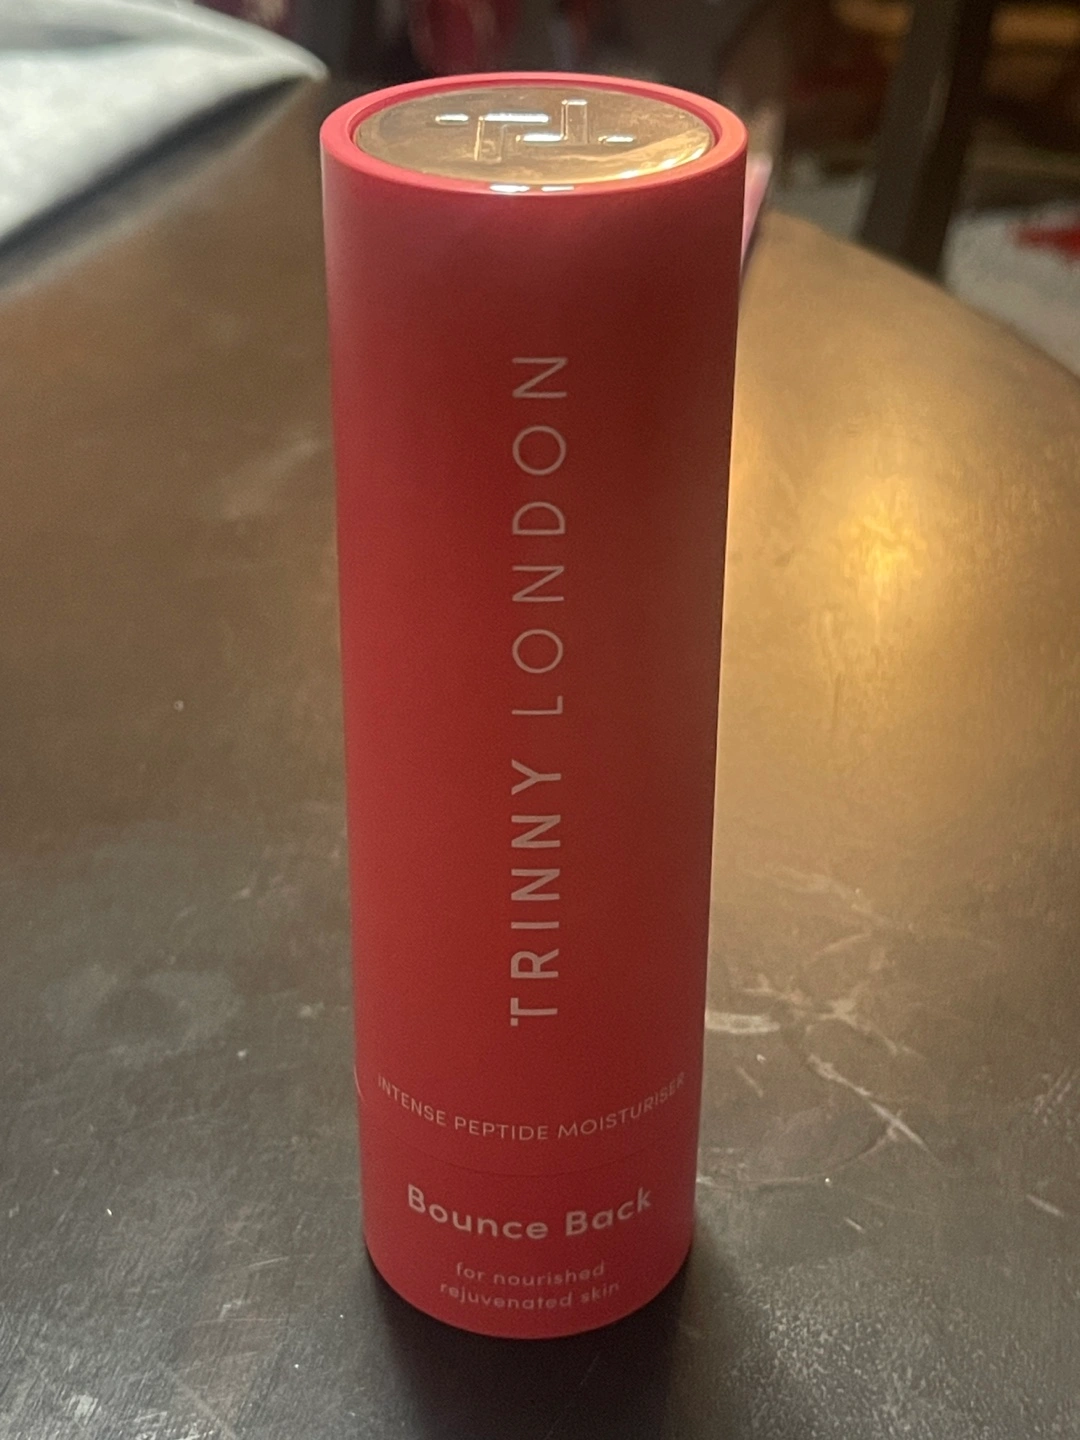 TRINNY LONDON
INTENSE PEPTIDE MOISTURISER
Bounce Back
for nourished
rejuvenated skin